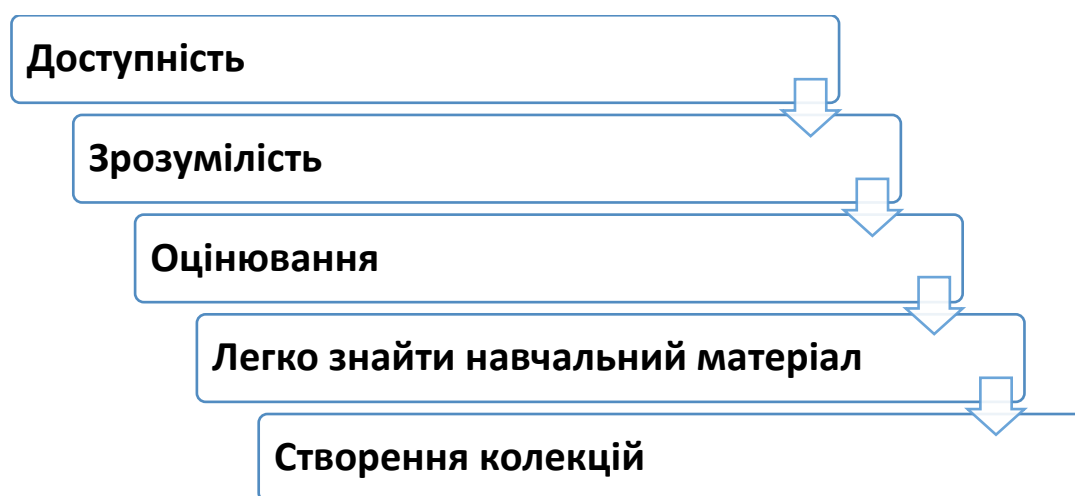 Доступність
Зрозумілість
Оцінювання
Легко знайти навчальний матеріал
Створення колекцій